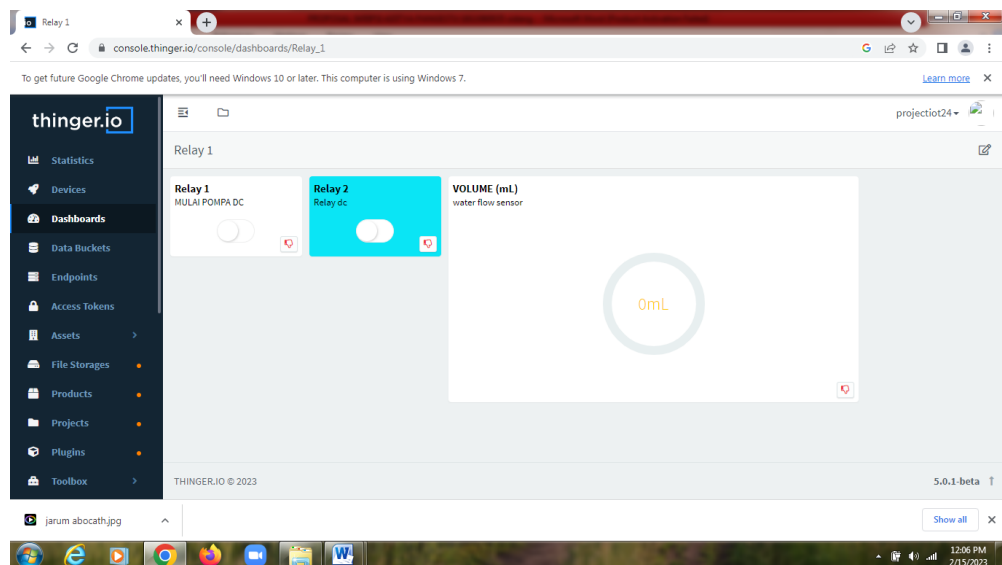 Relay 1
console.thinger.io/console/dashboards/Relay_1
To get future Google Chrome updates, you'll need Windows 10 or later. This computer is using Windows 7.
Learn more
thinger.io
projectiot24
Relay 1
Statistics
Devices
Dashboards
Data Buckets
Endpoints
Access Tokens
Assets
File Storages
Products
Projects
Plugins
Toolbox
Relay 1
MULAI POMPA DC
Relay 2
Relay dc
VOLUME (mL)
water flow sensor
0mL
THINGER.IO © 2023
5.0.1-beta
jarum abocath.jpg
Show all
12:06 PM
2/15/2023